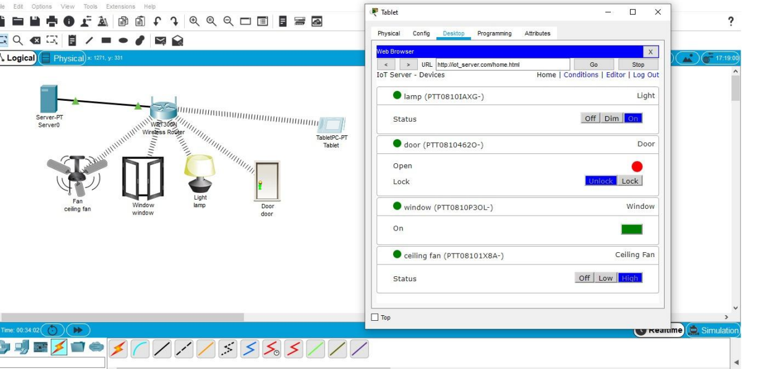 Edit Options View Tools Extensions Help
Logical Physical x: 1271, y: 331
17:19:00
Server-PT
Server0
WRT300N
Wireless Router
TabletPC-PT
Tablet
Fan
ceiling fan
Window
window
Light
lamp
Door
door
Tablet
Physical Config Desktop Programming Attributes
Web Browser X
< > URL http://iot_server.com/home.html Go Stop
IoT Server - Devices Home | Conditions | Editor | Log Out
lamp (PTT0810IAXG-) Light
Status Off Dim On
door (PTT0810462O-) Door
Open
Lock Unlock Lock
window (PTT0810P3OL-) Window
On
ceiling fan (PTT08101X8A-) Ceiling Fan
Status Off Low High
Top
Time: 00:34:02
Realtime Simulation